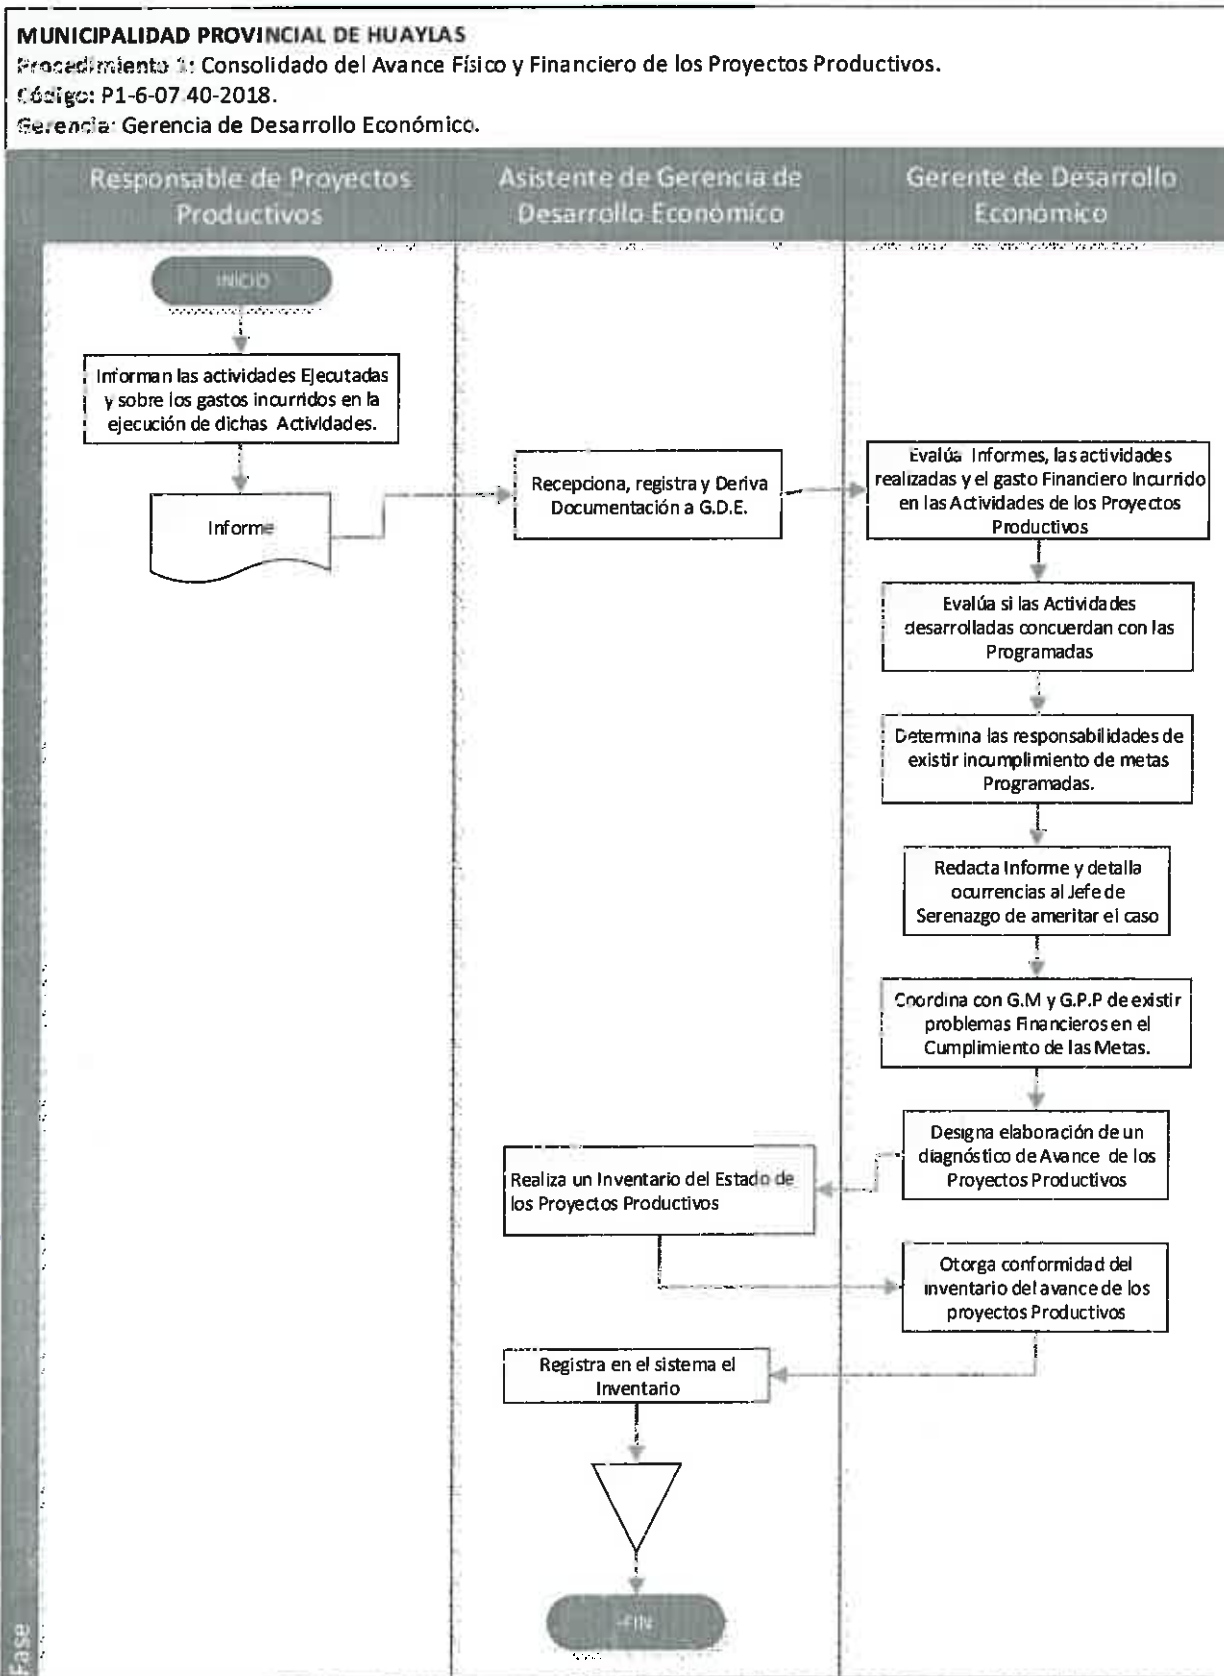 MUNICIPALIDAD PROVINCIAL DE HUAYLAS
Procedimiento 1: Consolidado del Avance Físico y Financiero de los Proyectos Productivos.
Código: P1-6-07.40-2018.
Gerencia: Gerencia de Desarrollo Económico.
Responsable de Proyectos
Productivos
Asistente de Gerencia de
Desarrollo Económico
Gerente de Desarrollo
Económico
INICIO
Informan las actividades Ejecutadas
y sobre los gastos incurridos en la
ejecución de dichas Actividades.
Informe
Recepciona, registra y Deriva
Documentación a G.D.E.
Evalúa Informes, las actividades
realizadas y el gasto Financiero Incurrido
en las Actividades de los Proyectos
Productivos
Evalúa si las Actividades
desarrolladas concuerdan con las
Programadas
Determina las responsabilidades de
existir incumplimiento de metas
Programadas.
Redacta Informe y detalla
ocurrencias al Jefe de
Serenazgo de ameritar el caso
Coordina con G.M y G.P.P de existir
problemas Financieros en el
Cumplimiento de las Metas.
Designa elaboración de un
diagnóstico de Avance de los
Proyectos Productivos
Realiza un Inventario del Estado de
los Proyectos Productivos
Otorga conformidad del
inventario del avance de los
proyectos Productivos
Registra en el sistema el
Inventario
FIN
Fase